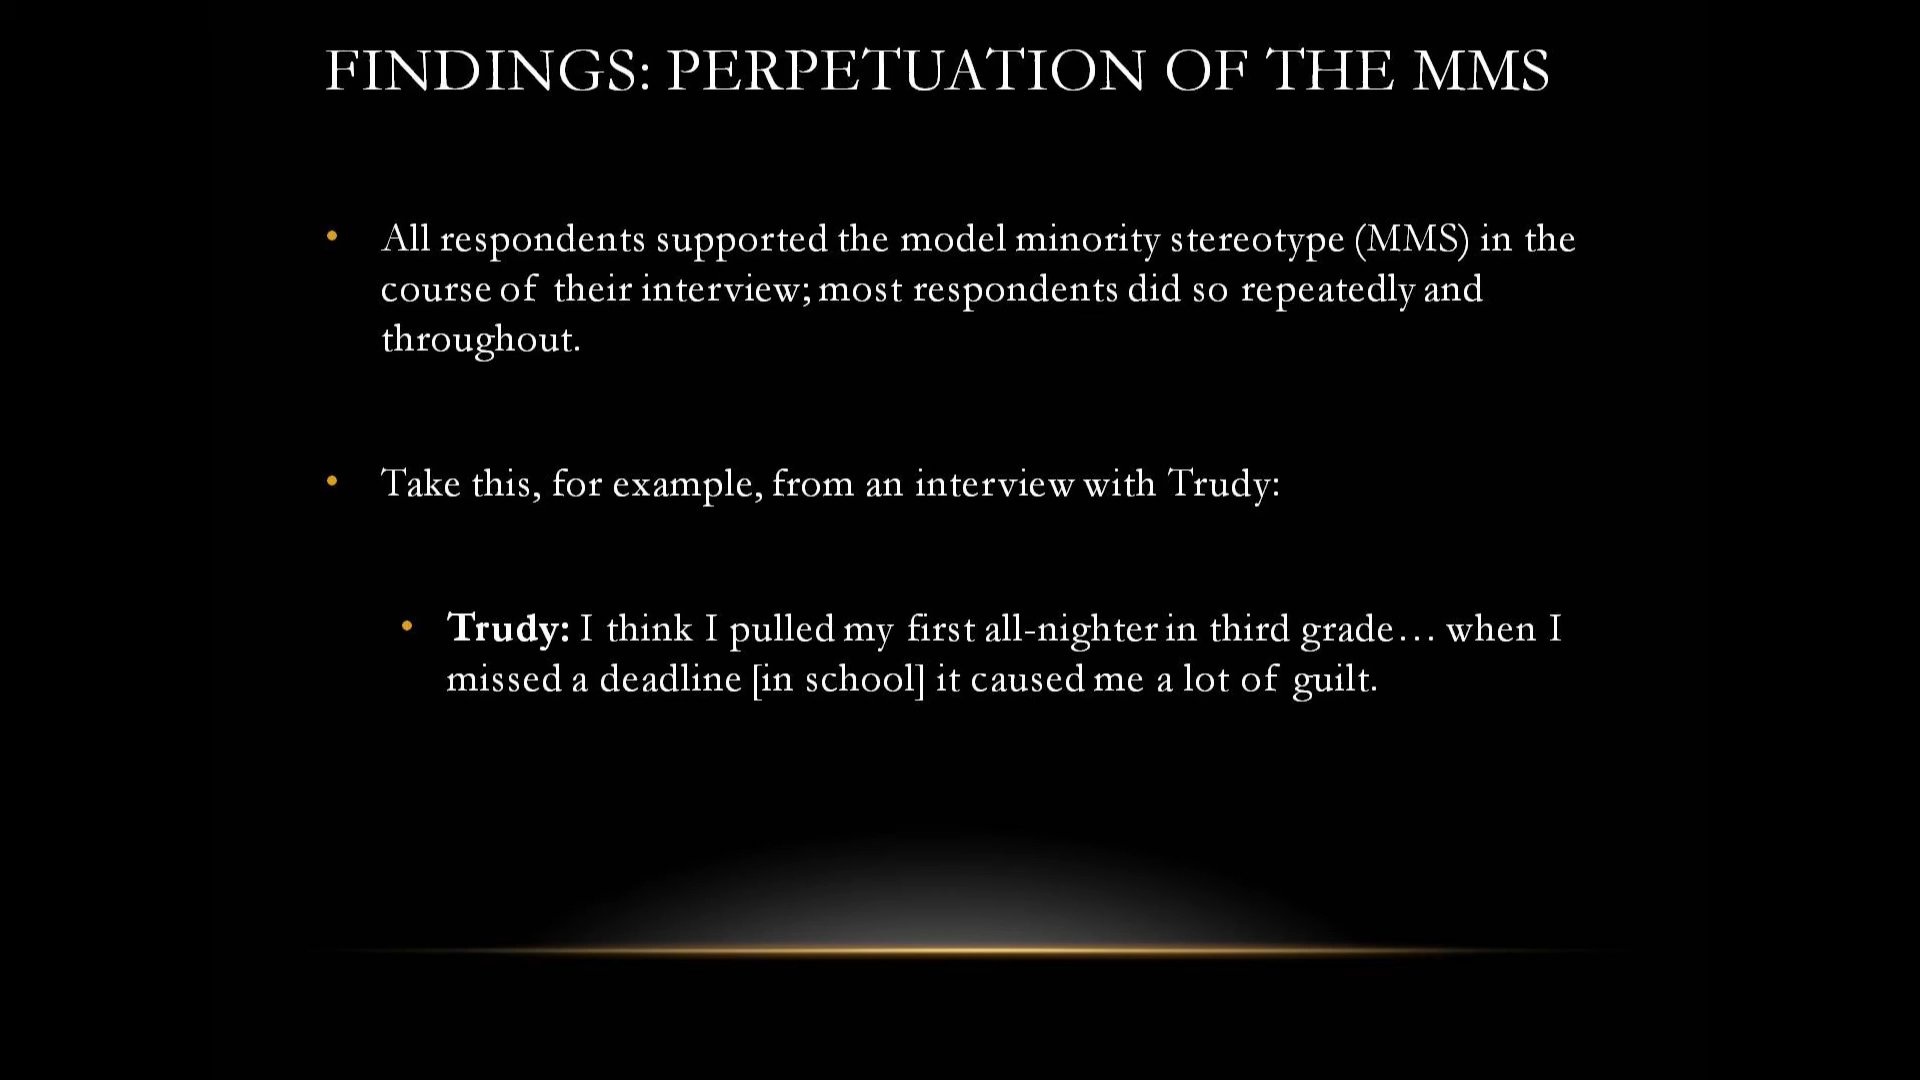 FINDINGS: PERPETUATION OF THE MMS
• All respondents supported the model minority stereotype (MMS) in the
course of their interview; most respondents did so repeatedly and
throughout.
• Take this, for example, from an interview with Trudy:
• Trudy: I think I pulled my first all-nighter in third grade… when I
missed a deadline [in school] it caused me a lot of guilt.